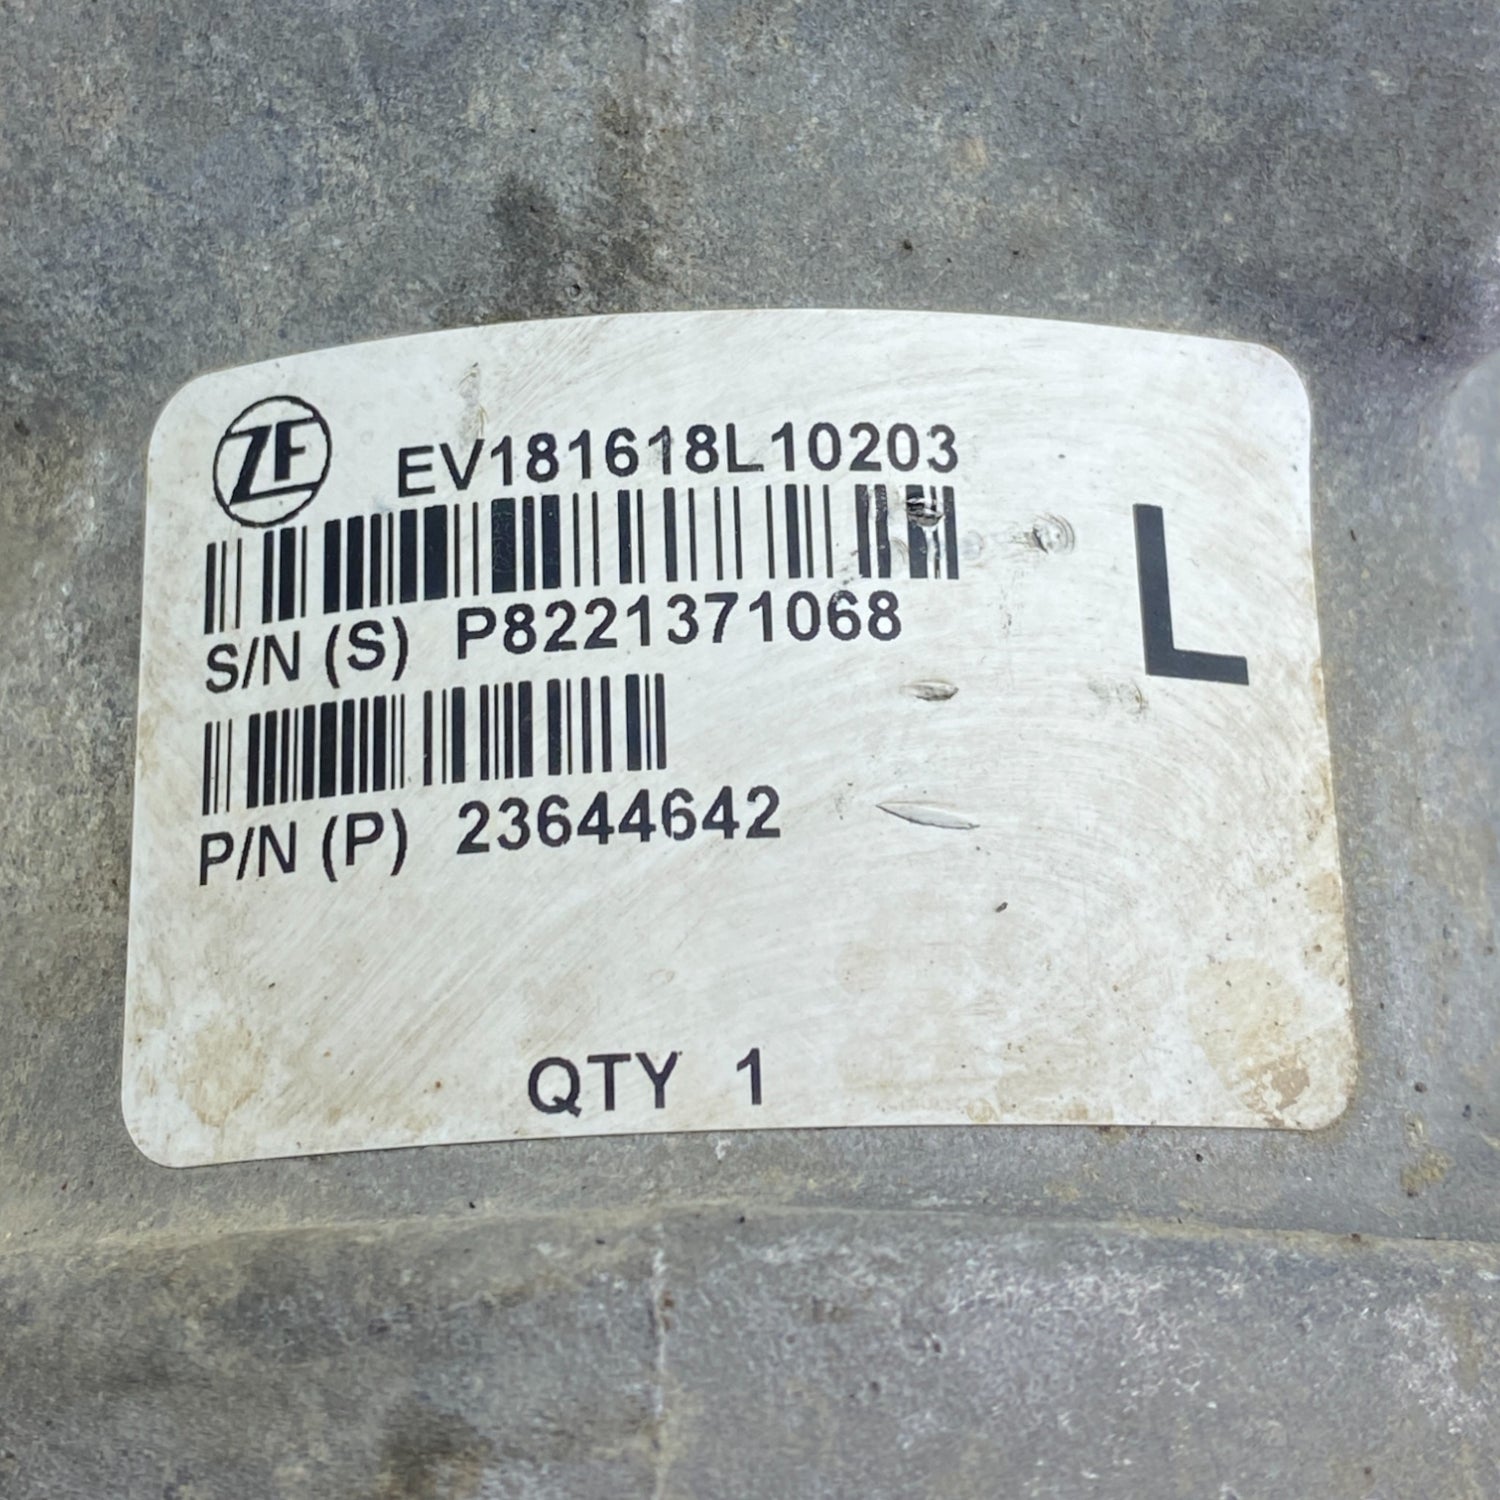 ZF EV181618L10203
S/N (S) P8221371068
L
P/N (P) 23644642
QTY 1